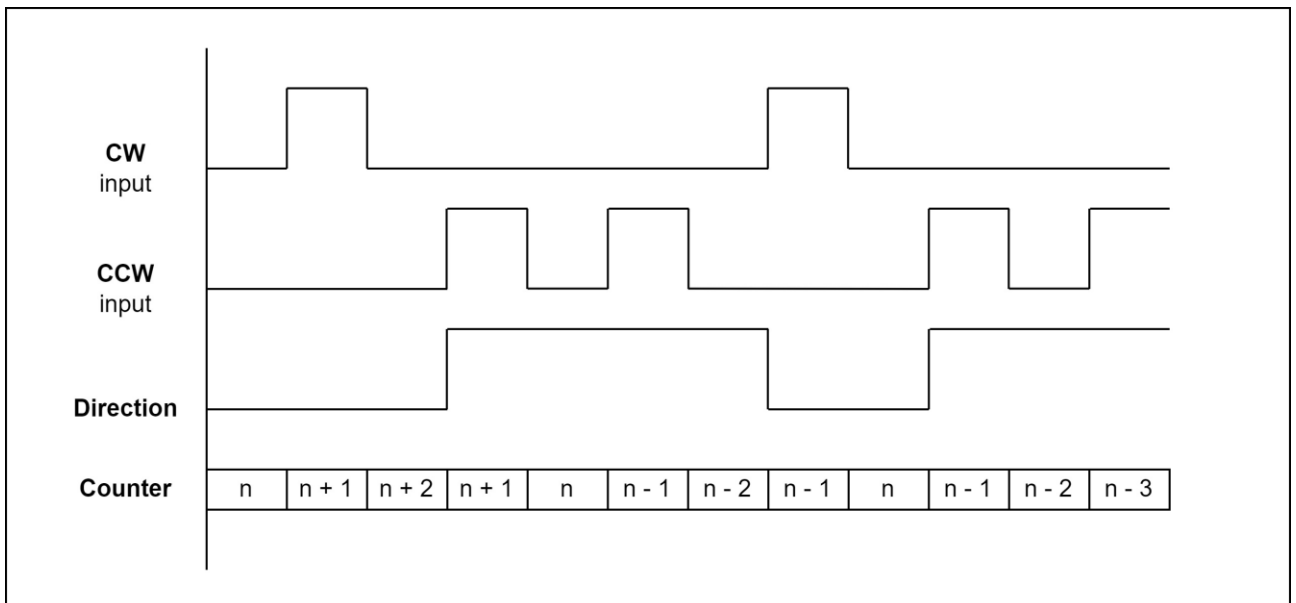 CW
input
CCW
input
Direction
Counter n n + 1 n + 2 n + 1 n n - 1 n - 2 n - 1 n n - 1 n - 2 n - 3